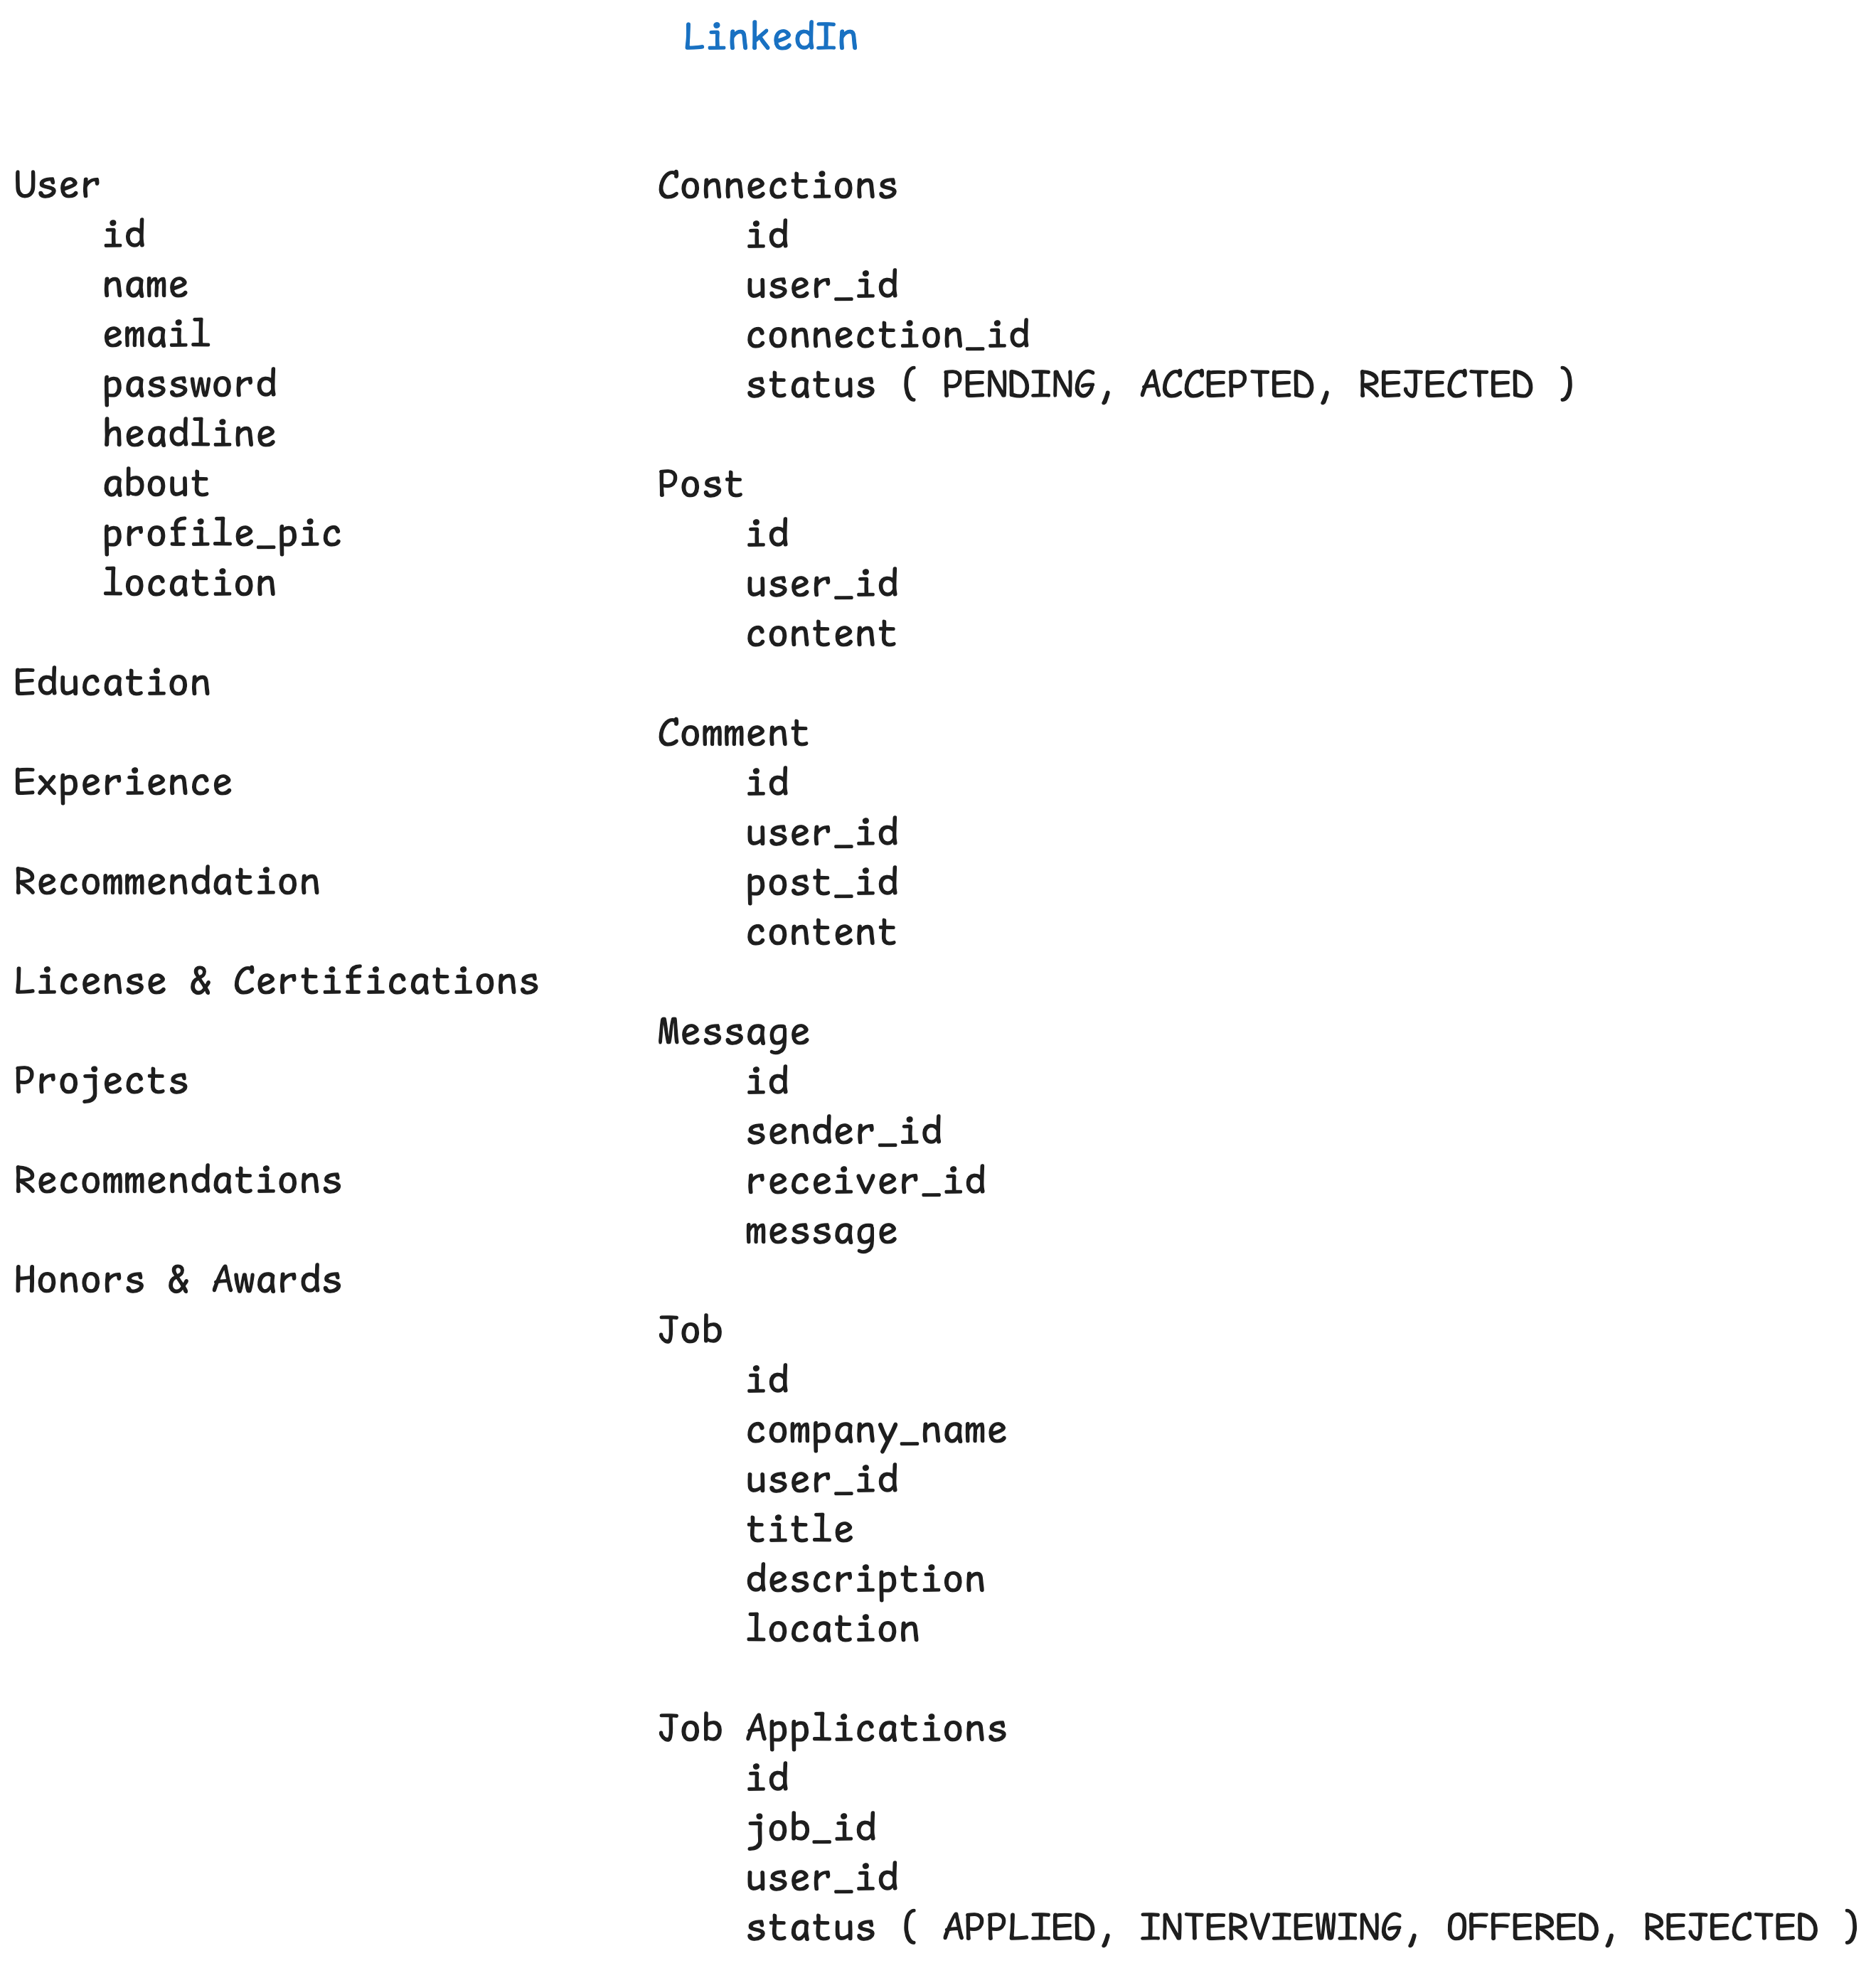 LinkedIn
User
id
name
email
password
headline
about
profile_pic
location
Education
Experience
Recommendation
License & Certifications
Projects
Recommendations
Honors & Awards
Connections
id
user_id
connection_id
status ( PENDING, ACCEPTED, REJECTED )
Post
id
user_id
content
Comment
id
user_id
post_id
content
Message
id
sender_id
receiver_id
message
Job
id
company_name
user_id
title
description
location
Job Applications
id
job_id
user_id
status ( APPLIED, INTERVIEWING, OFFERED, REJECTED )